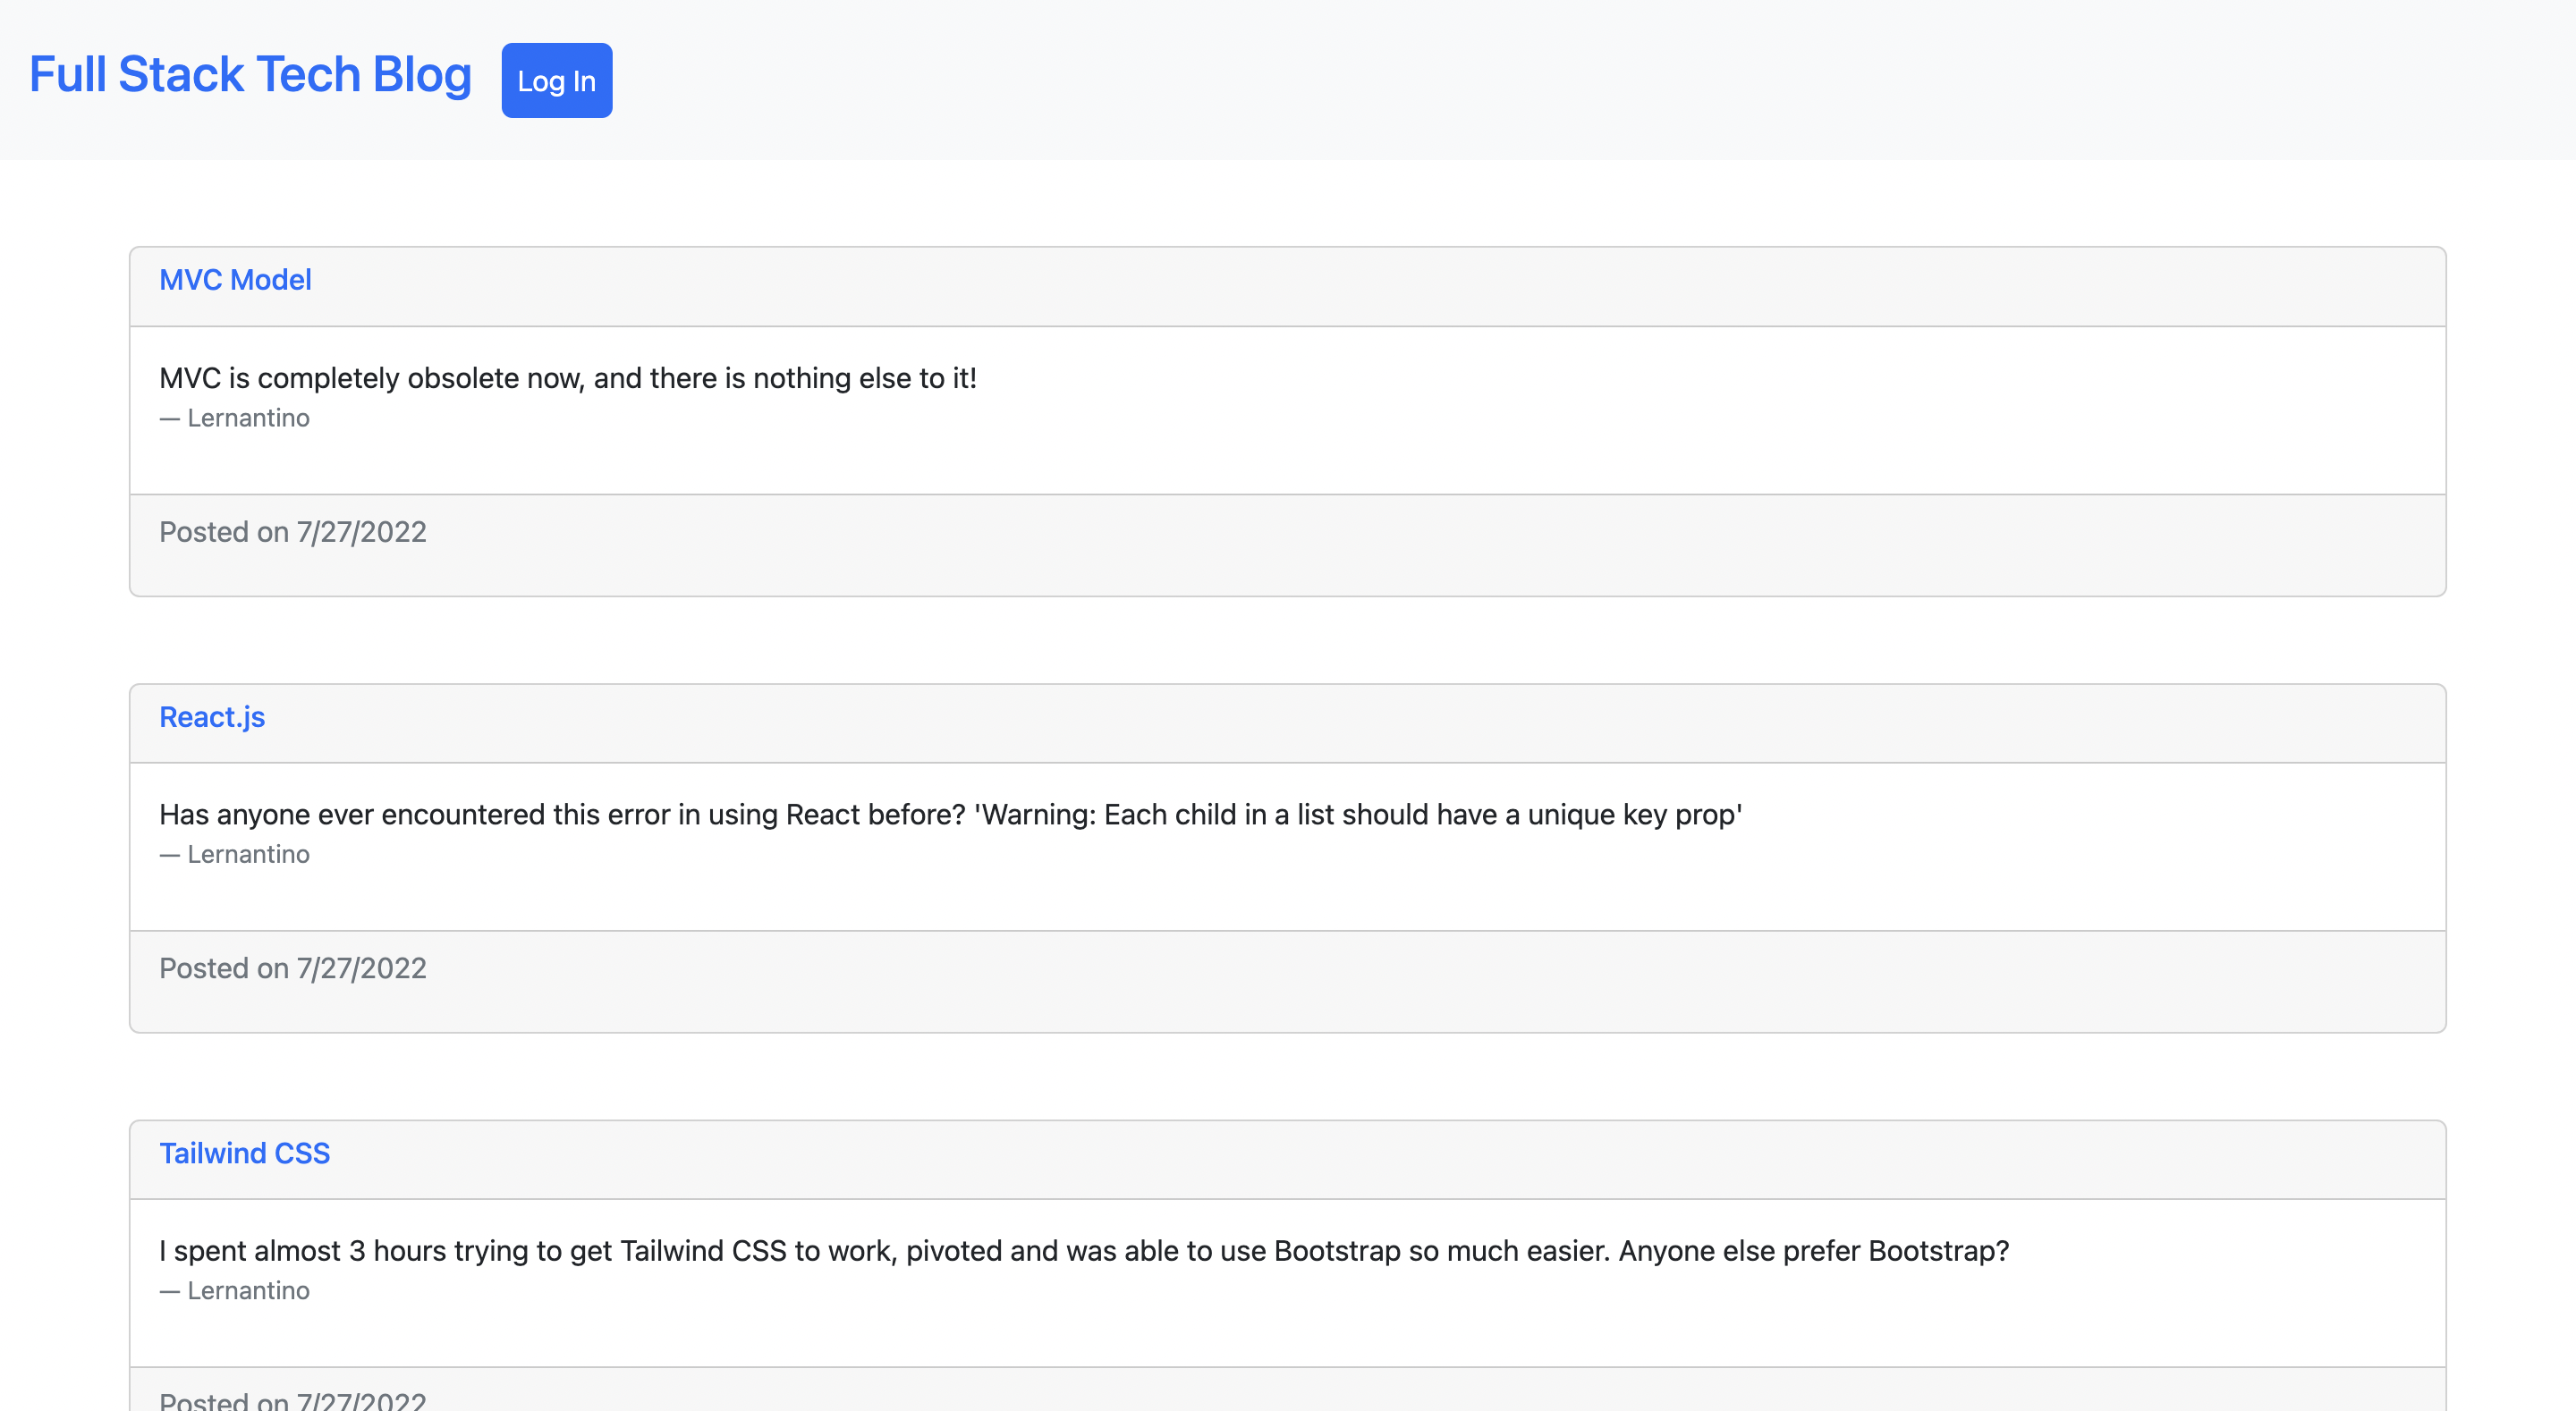 Full Stack Tech Blog
Log In
MVC Model
MVC is completely obsolete now, and there is nothing else to it!
— Lernantino
Posted on 7/27/2022
React.js
Has anyone ever encountered this error in using React before? 'Warning: Each child in a list should have a unique key prop'
— Lernantino
Posted on 7/27/2022
Tailwind CSS
I spent almost 3 hours trying to get Tailwind CSS to work, pivoted and was able to use Bootstrap so much easier. Anyone else prefer Bootstrap?
— Lernantino
Posted on 7/27/2022